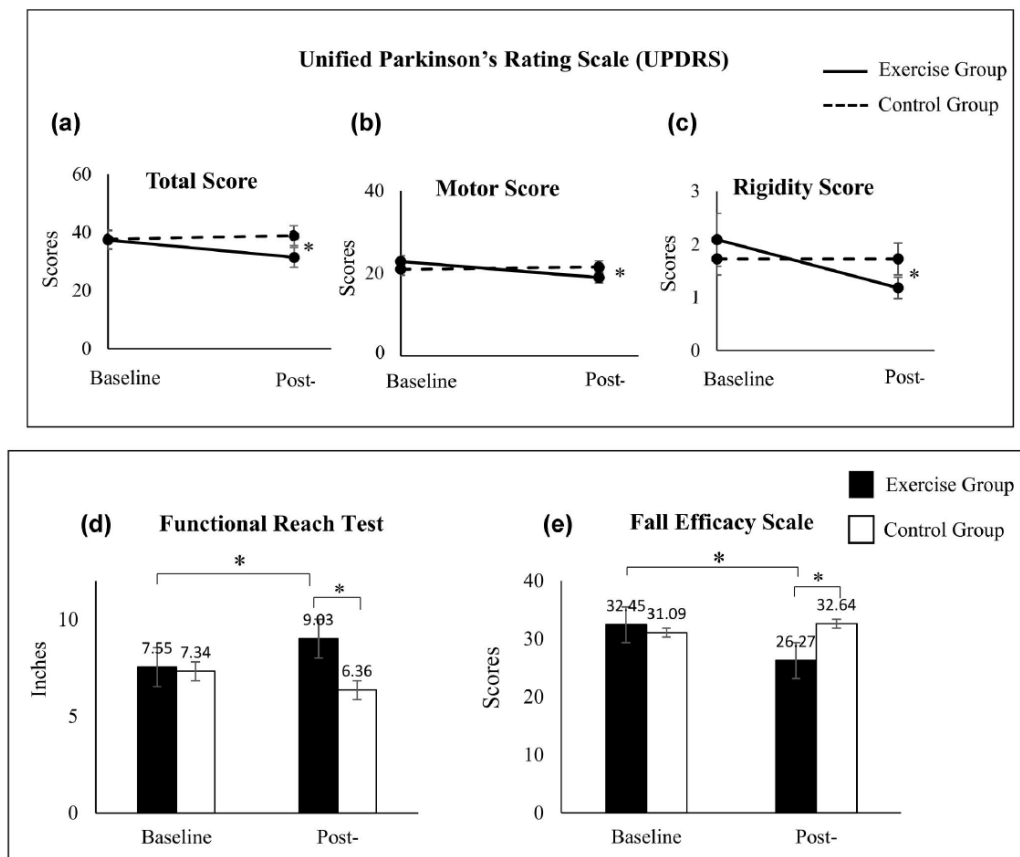 Unified Parkinson's Rating Scale (UPDRS)
Exercise Group
Control Group
(a)
Total Score
Scores
60
40
20
0
*
Baseline
Post-
(b)
Motor Score
Scores
40
20
0
*
Baseline
Post-
(c)
Rigidity Score
Scores
3
2
1
0
*
Baseline
Post-
Exercise Group
Control Group
(d)
Functional Reach Test
Inches
10
5
0
*
*
7.55
7.34
9.03
6.36
Baseline
Post-
(e)
Fall Efficacy Scale
Scores
40
30
20
10
0
*
*
32.45
31.09
26.27
32.64
Baseline
Post-